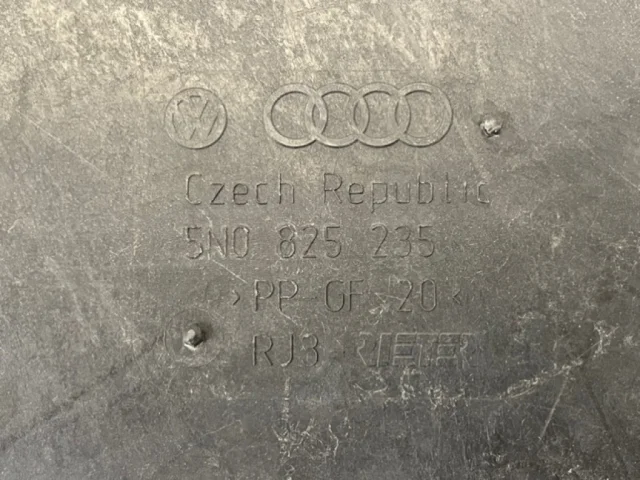 Czech Republic
5N0 825 235
>PP GF 20<
RJ3 RIETER